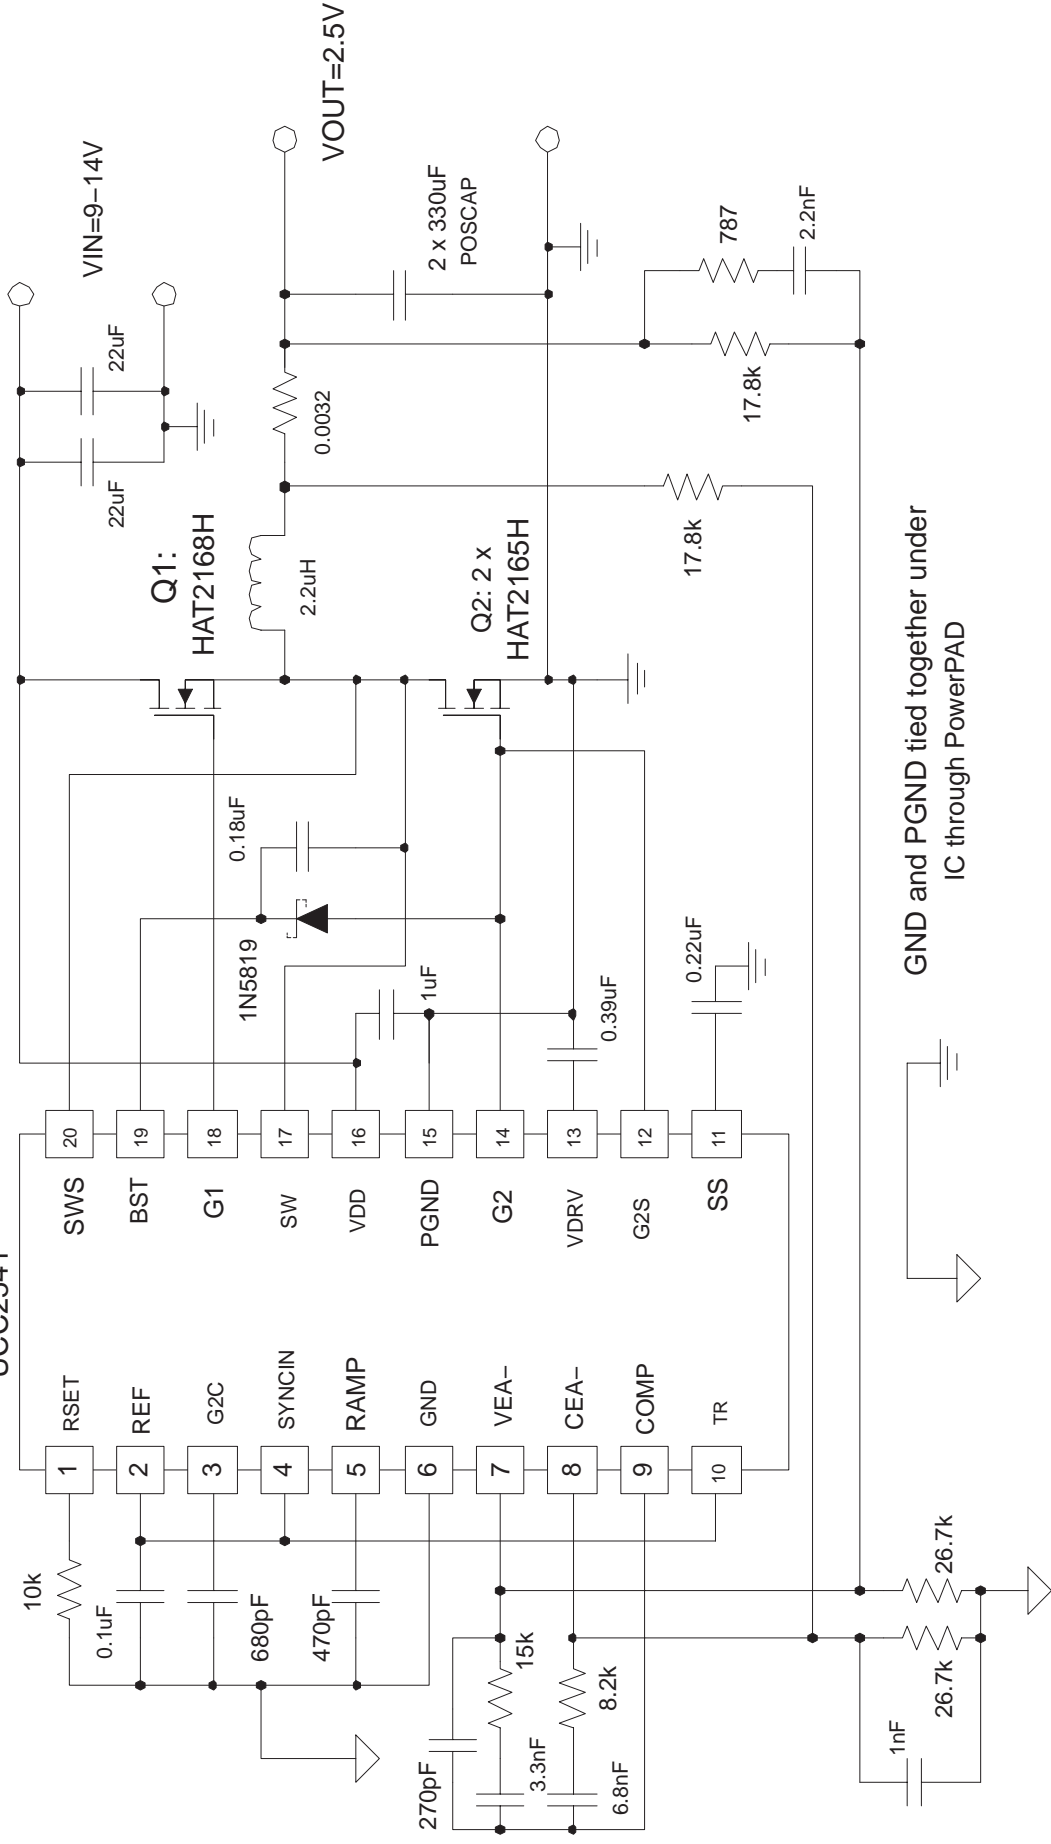 VIN=9–14V
22uF
22uF
VOUT=2.5V
2 x 330uF
POSCAP
0.0032
787
2.2nF
17.8k
17.8k
Q1:
HAT2168H
2.2uH
Q2: 2 x
HAT2165H
0.18uF
1N5819
1uF
0.39uF
0.22uF
20
19
18
17
16
15
14
13
12
11
SWS
BST
G1
SW
VDD
PGND
G2
VDRV
G2S
SS
RSET
REF
G2C
SYNCIN
RAMP
GND
VEA–
CEA–
COMP
TR
1
2
3
4
5
6
7
8
9
10
10k
0.1uF
680pF
470pF
270pF
15k
3.3nF
8.2k
6.8nF
26.7k
26.7k
1nF
GND and PGND tied together under
IC through PowerPAD